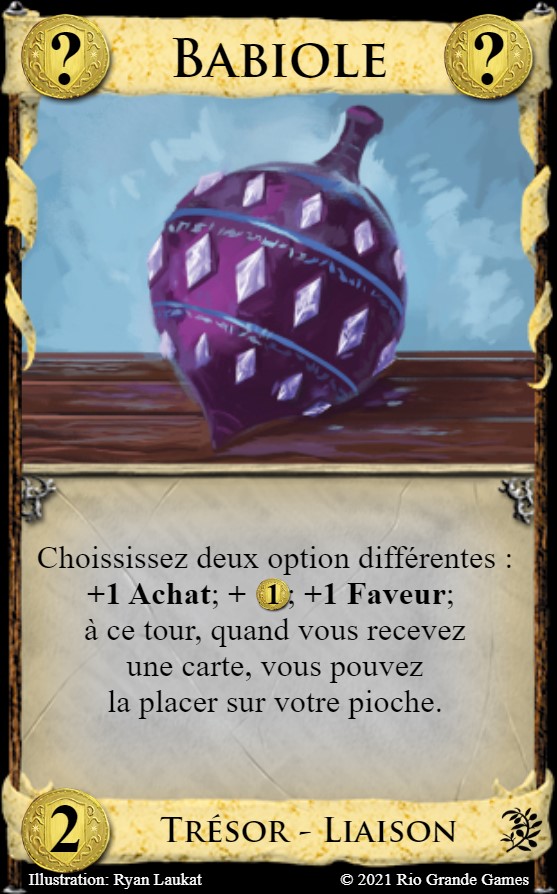 ? BABIOLE ?
Choississez deux option différentes :
+1 Achat; + 1; +1 Faveur;
à ce tour, quand vous recevez
une carte, vous pouvez
la placer sur votre pioche.
2 TRÉSOR - LIAISON
Illustration: Ryan Laukat © 2021 Rio Grande Games